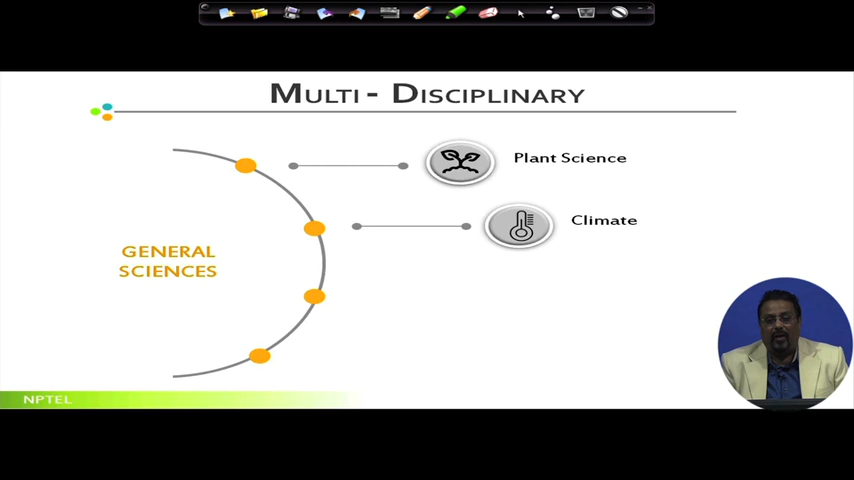 MULTI - DISCIPLINARY
Plant Science
Climate
GENERAL
SCIENCES
NPTEL